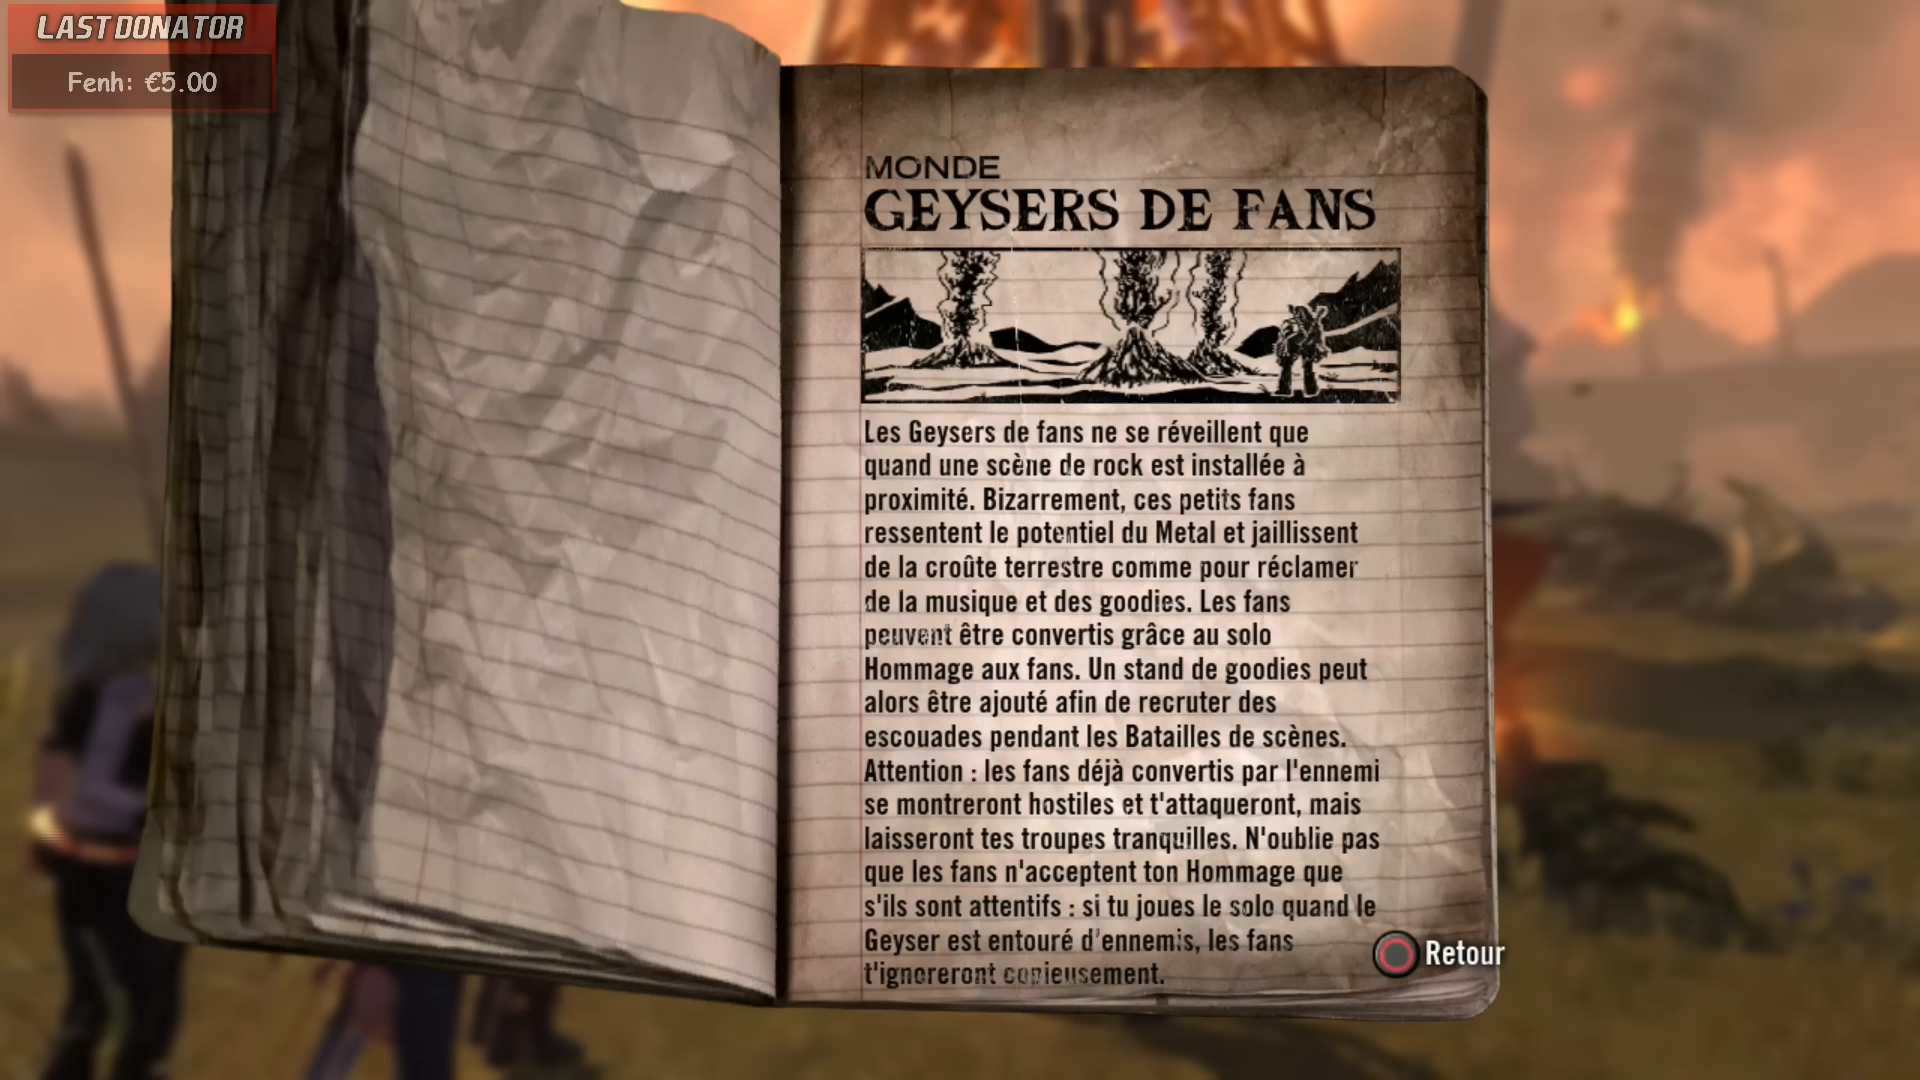 LAST DONATOR
Fenh: €5.00
MONDE
GEYSERS DE FANS
Les Geysers de fans ne se réveillent que
quand une scène de rock est installée à
proximité. Bizarrement, ces petits fans
ressentent le potentiel du Metal et jaillissent
de la croûte terrestre comme pour réclamer
de la musique et des goodies. Les fans
peuvent être convertis grâce au solo
Hommage aux fans. Un stand de goodies peut
alors être ajouté afin de recruter des
escouades pendant les Batailles de scènes.
Attention : les fans déjà convertis par l'ennemi
se montreront hostiles et t'attaqueront, mais
laisseront tes troupes tranquilles. N'oublie pas
que les fans n'acceptent ton Hommage que
s'ils sont attentifs : si tu joues le solo quand le
Geyser est entouré d'ennemis, les fans
t'ignoreront copieusement.
Retour